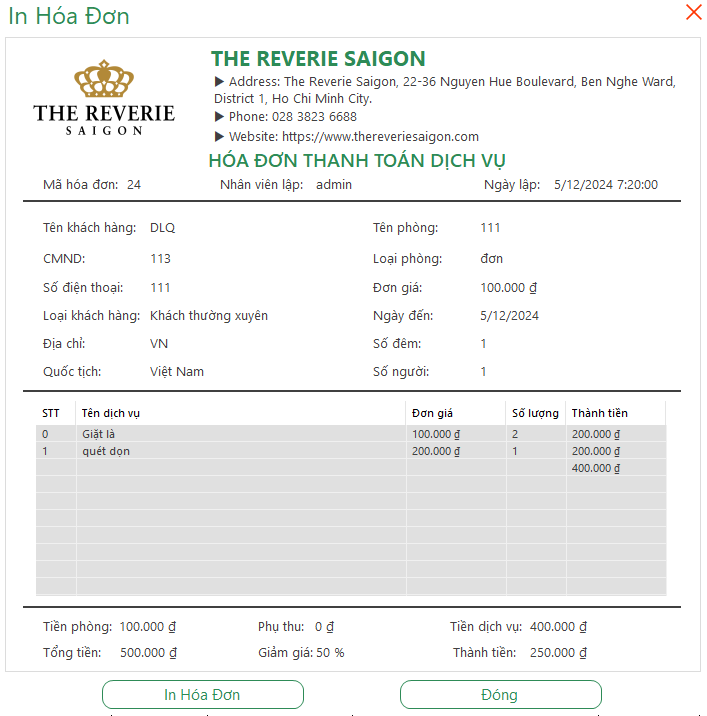 In Hóa Đơn
THE REVERIE
SAIGON
THE REVERIE SAIGON
▶ Address: The Reverie Saigon, 22-36 Nguyen Hue Boulevard, Ben Nghe Ward,
District 1, Ho Chi Minh City.
▶ Phone: 028 3823 6688
▶ Website: https://www.thereveriesaigon.com
HÓA ĐƠN THANH TOÁN DỊCH VỤ
Mã hóa đơn: 24 Nhân viên lập: admin Ngày lập: 5/12/2024 7:20:00
Tên khách hàng: DLQ Tên phòng: 111
CMND: 113 Loại phòng: đơn
Số điện thoại: 111 Đơn giá: 100.000 ₫
Loại khách hàng: Khách thường xuyên Ngày đến: 5/12/2024
Địa chỉ: VN Số đêm: 1
Quốc tịch: Việt Nam Số người: 1
STT Tên dịch vụ Đơn giá Số lượng Thành tiền
0 Giặt là 100.000 ₫ 2 200.000 ₫
1 quét dọn 200.000 ₫ 1 200.000 ₫
400.000 ₫
Tiền phòng: 100.000 ₫ Phụ thu: 0 ₫ Tiền dịch vụ: 400.000 ₫
Tổng tiền: 500.000 ₫ Giảm giá: 50 % Thành tiền: 250.000 ₫
In Hóa Đơn Đóng